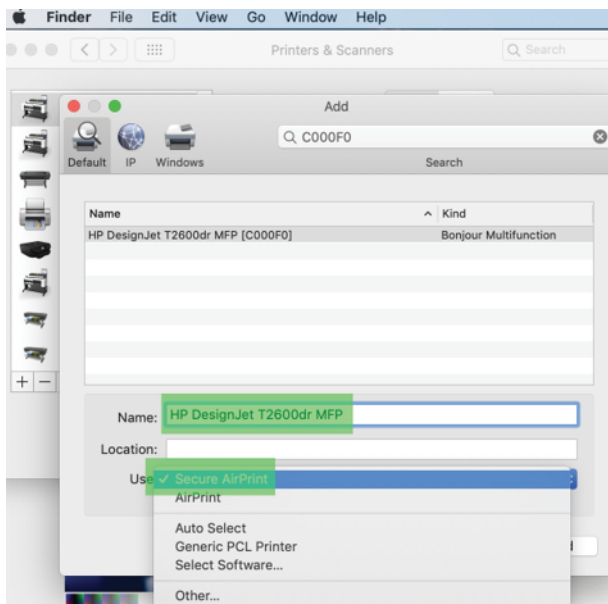 Finder File Edit View Go Window Help
Printers & Scanners
Search
Add
C000F0
Default IP Windows
Search
Name Kind
HP DesignJet T2600dr MFP [C000F0] Bonjour Multifunction
Name: HP DesignJet T2600dr MFP
Location:
Use Secure AirPrint
AirPrint
Auto Select
Generic PCL Printer
Select Software...
Other...